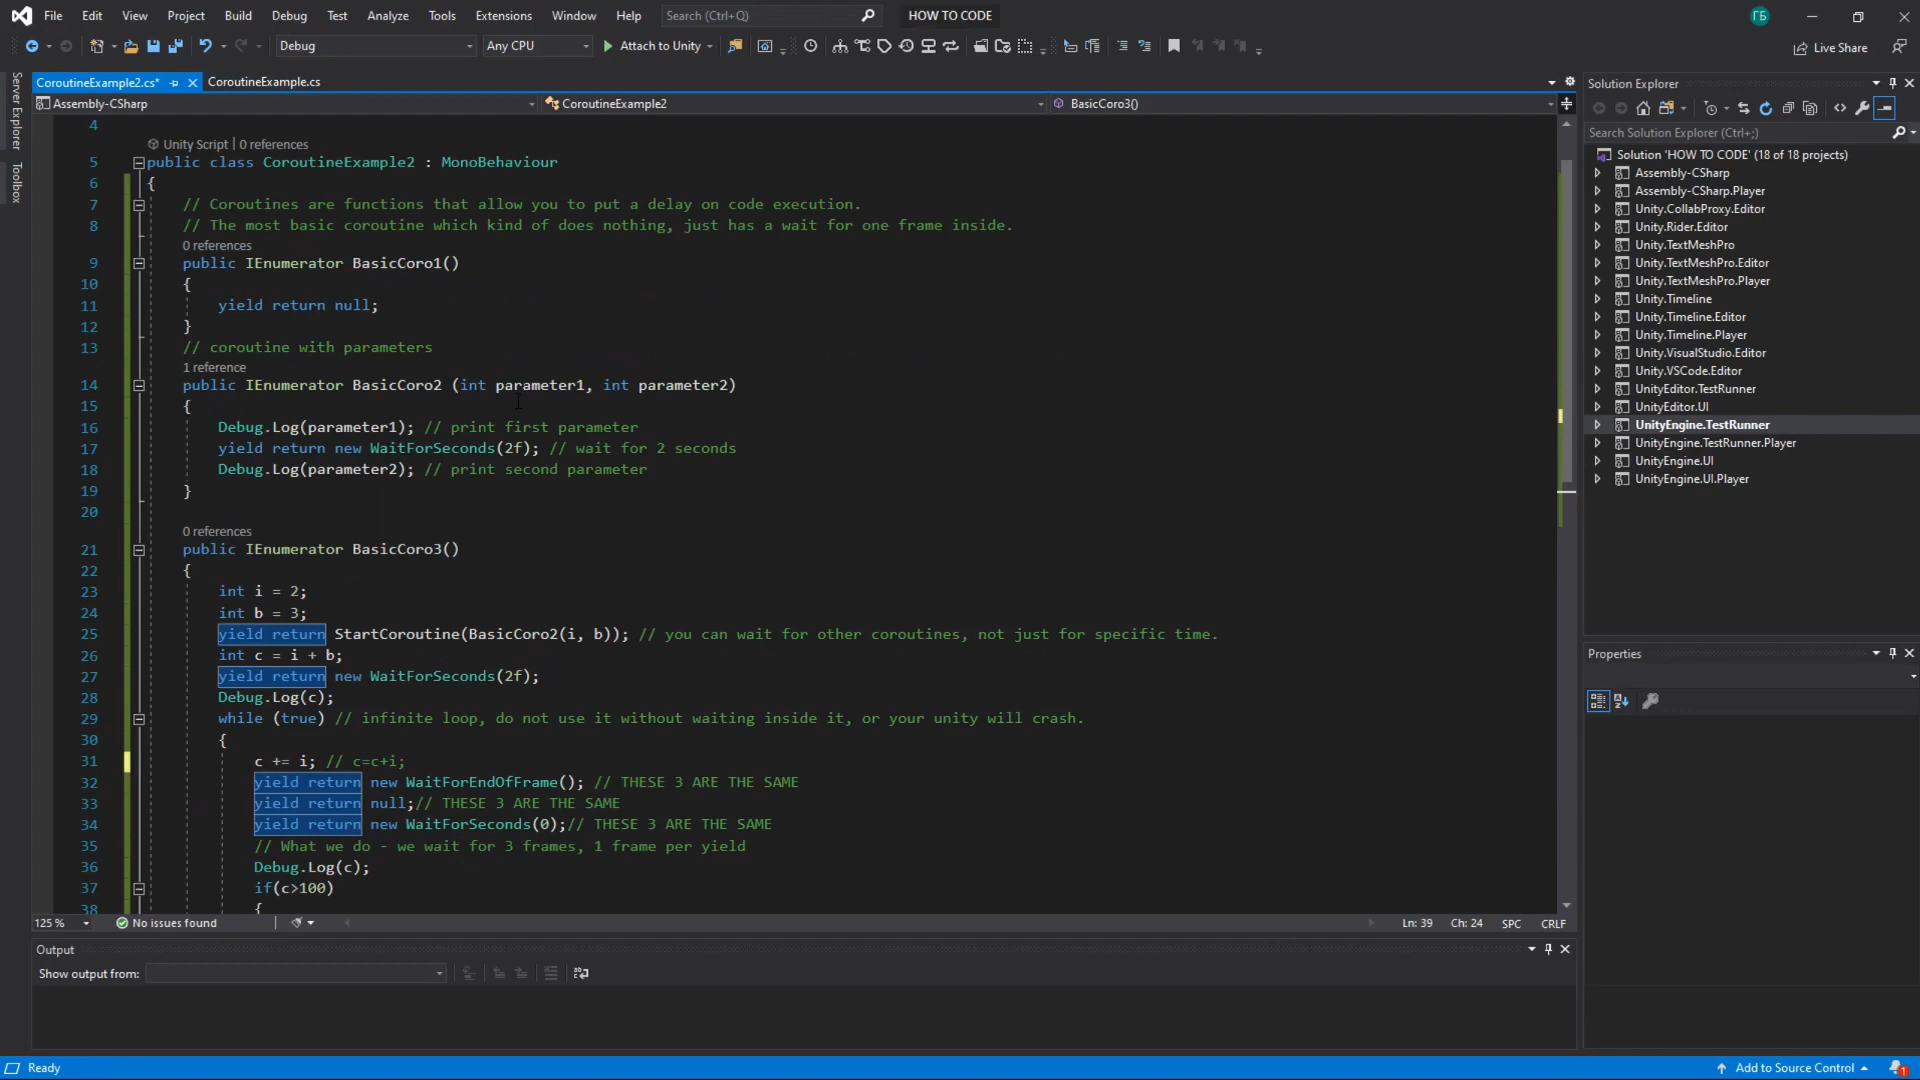 File Edit View Project Build Debug Test Analyze Tools Extensions Window Help Search (Ctrl+Q) HOW TO CODE ГБ
Debug Any CPU Attach to Unity Live Share
Server Explorer
Toolbox
CoroutineExample2.cs* CoroutineExample.cs
Assembly-CSharp CoroutineExample2 BasicCoro3()
4
Unity Script | 0 references
5 public class CoroutineExample2 : MonoBehaviour
6 {
7 // Coroutines are functions that allow you to put a delay on code execution.
8 // The most basic coroutine which kind of does nothing, just has a wait for one frame inside.
0 references
9 public IEnumerator BasicCoro1()
10 {
11 yield return null;
12 }
13 // coroutine with parameters
1 reference
14 public IEnumerator BasicCoro2 (int parameter1, int parameter2)
15 {
16 Debug.Log(parameter1); // print first parameter
17 yield return new WaitForSeconds(2f); // wait for 2 seconds
18 Debug.Log(parameter2); // print second parameter
19 }
20
0 references
21 public IEnumerator BasicCoro3()
22 {
23 int i = 2;
24 int b = 3;
25 yield return StartCoroutine(BasicCoro2(i, b)); // you can wait for other coroutines, not just for specific time.
26 int c = i + b;
27 yield return new WaitForSeconds(2f);
28 Debug.Log(c);
29 while (true) // infinite loop, do not use it without waiting inside it, or your unity will crash.
30 {
31 c += i; // c=c+i;
32 yield return new WaitForEndOfFrame(); // THESE 3 ARE THE SAME
33 yield return null;// THESE 3 ARE THE SAME
34 yield return new WaitForSeconds(0);// THESE 3 ARE THE SAME
35 // What we do - we wait for 3 frames, 1 frame per yield
36 Debug.Log(c);
37 if(c>100)
38 {
125 % No issues found Ln: 39 Ch: 24 SPC CRLF
Output
Show output from:
Solution Explorer
Search Solution Explorer (Ctrl+;)
Solution 'HOW TO CODE' (18 of 18 projects)
Assembly-CSharp
Assembly-CSharp.Player
Unity.CollabProxy.Editor
Unity.Rider.Editor
Unity.TextMeshPro
Unity.TextMeshPro.Editor
Unity.TextMeshPro.Player
Unity.Timeline
Unity.Timeline.Editor
Unity.Timeline.Player
Unity.VisualStudio.Editor
Unity.VSCode.Editor
UnityEditor.TestRunner
UnityEditor.UI
UnityEngine.TestRunner
UnityEngine.TestRunner.Player
UnityEngine.UI
UnityEngine.UI.Player
Properties
Ready Add to Source Control 1